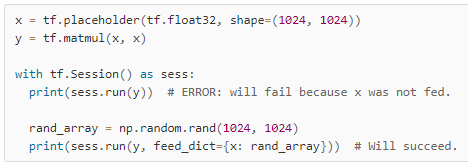 x = tf.placeholder(tf.float32, shape=(1024, 1024))
y = tf.matmul(x, x)

with tf.Session() as sess:
  print(sess.run(y))  # ERROR: will fail because x was not fed.

  rand_array = np.random.rand(1024, 1024)
  print(sess.run(y, feed_dict={x: rand_array}))  # Will succeed.